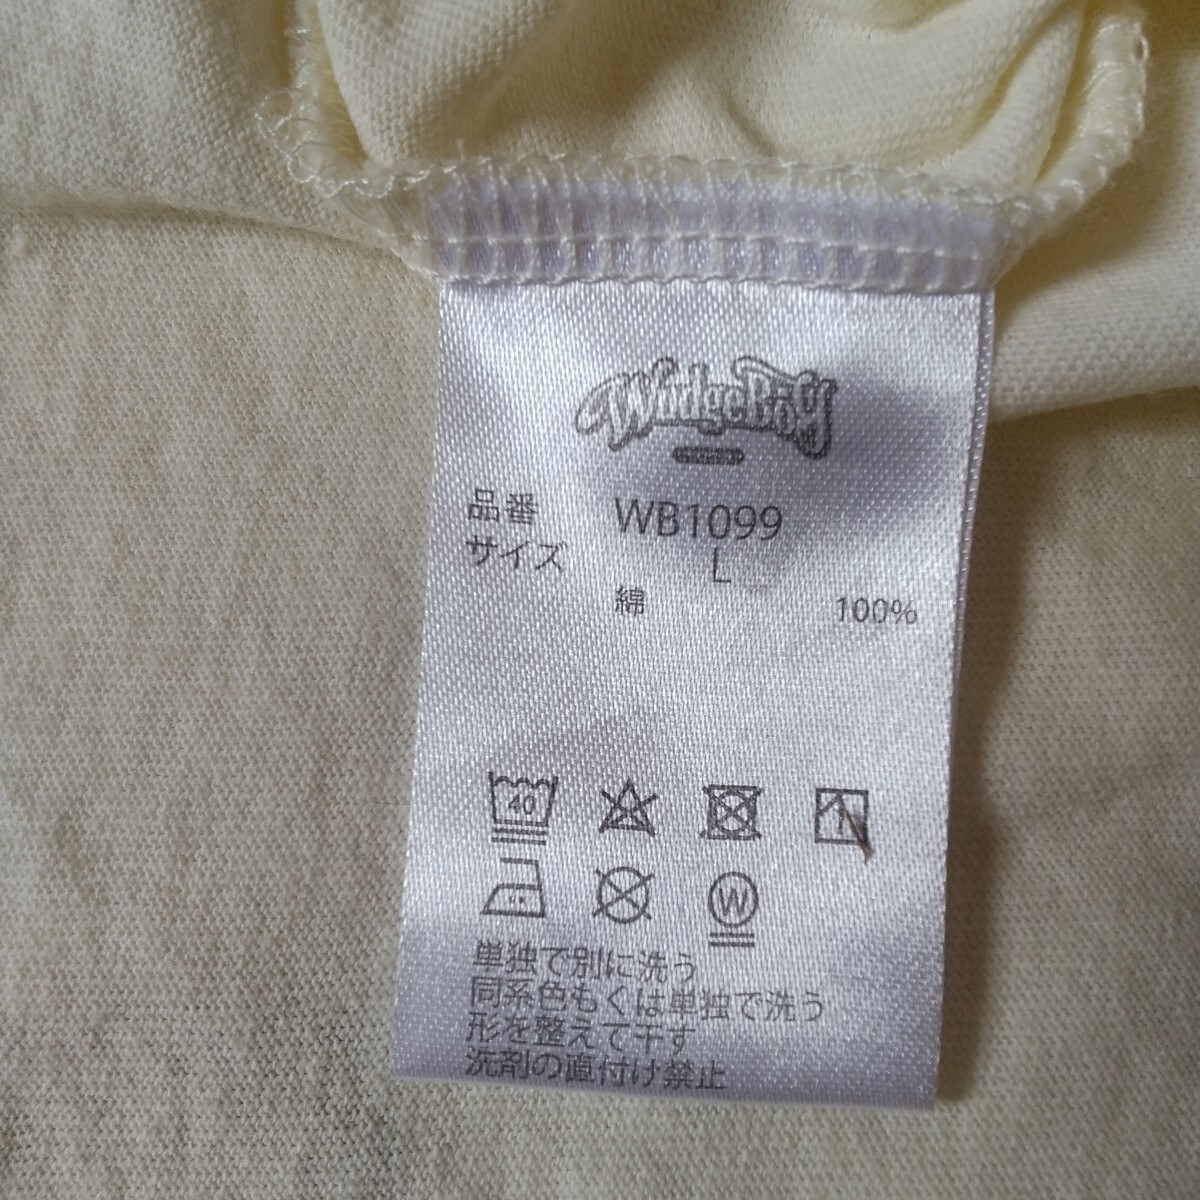 WudgeBoy
品番 WB1099
サイズ L
綿 100%
40
W
単独で別に洗う
同系色もくは単独で洗う
形を整えて干す
洗剤の直付け禁止